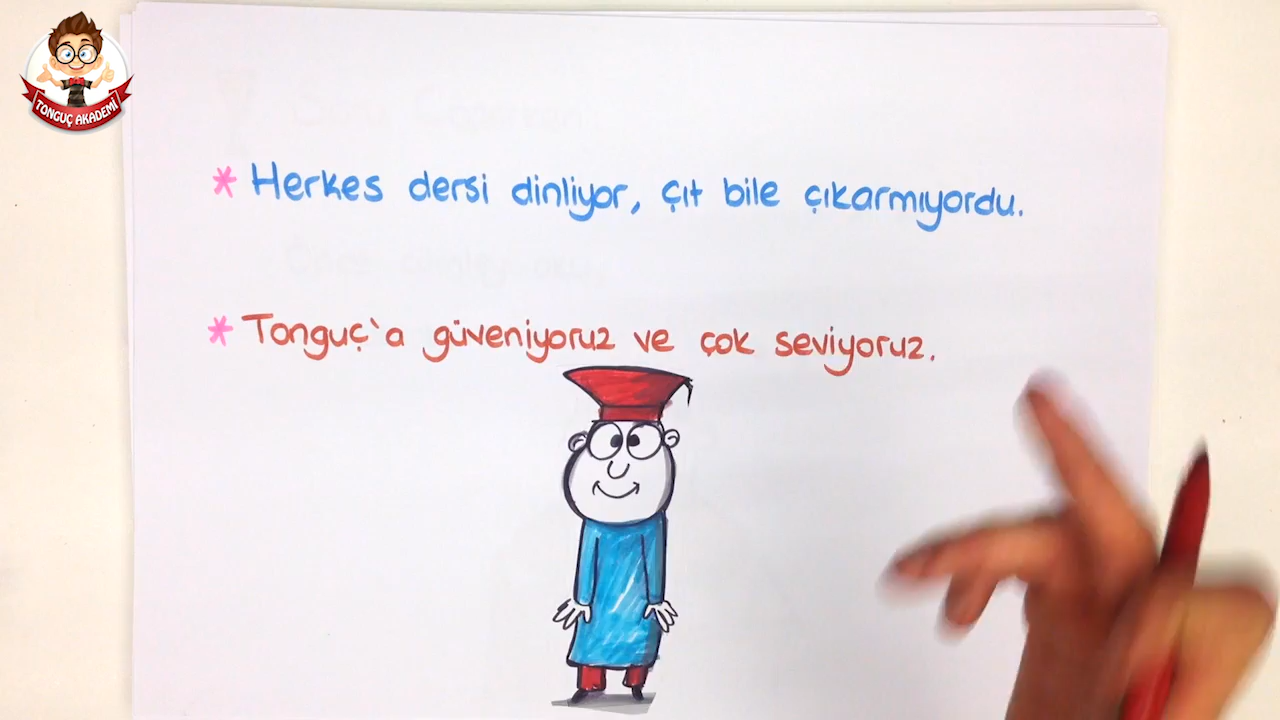 TONGUÇ AKADEMİ
* Herkes dersi dinliyor, çıt bile çıkarmıyordu.
* Tonguç'a güveniyoruz ve çok seviyoruz.